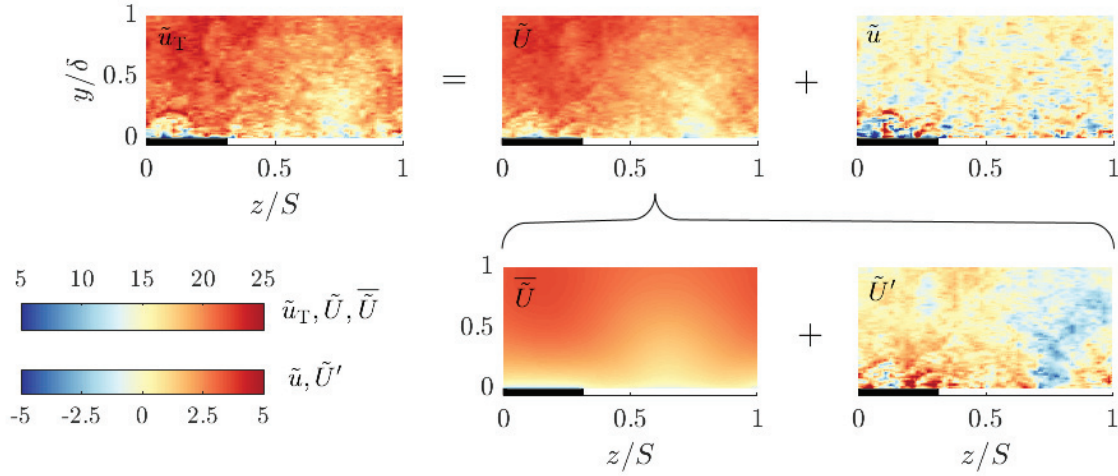 ũ_T
Ũ
ũ
1
0.5
0
y/δ
=
+
0 0.5 1
0 0.5 1
0 0.5 1
z/S
5 10 15 20 25
ũ_T, Ũ, \overline{Ũ}
ũ, Ũ′
-5 -2.5 0 2.5 5
\overline{Ũ}
Ũ′
1
0.5
0
+
0 0.5 1
0 0.5 1
z/S
z/S